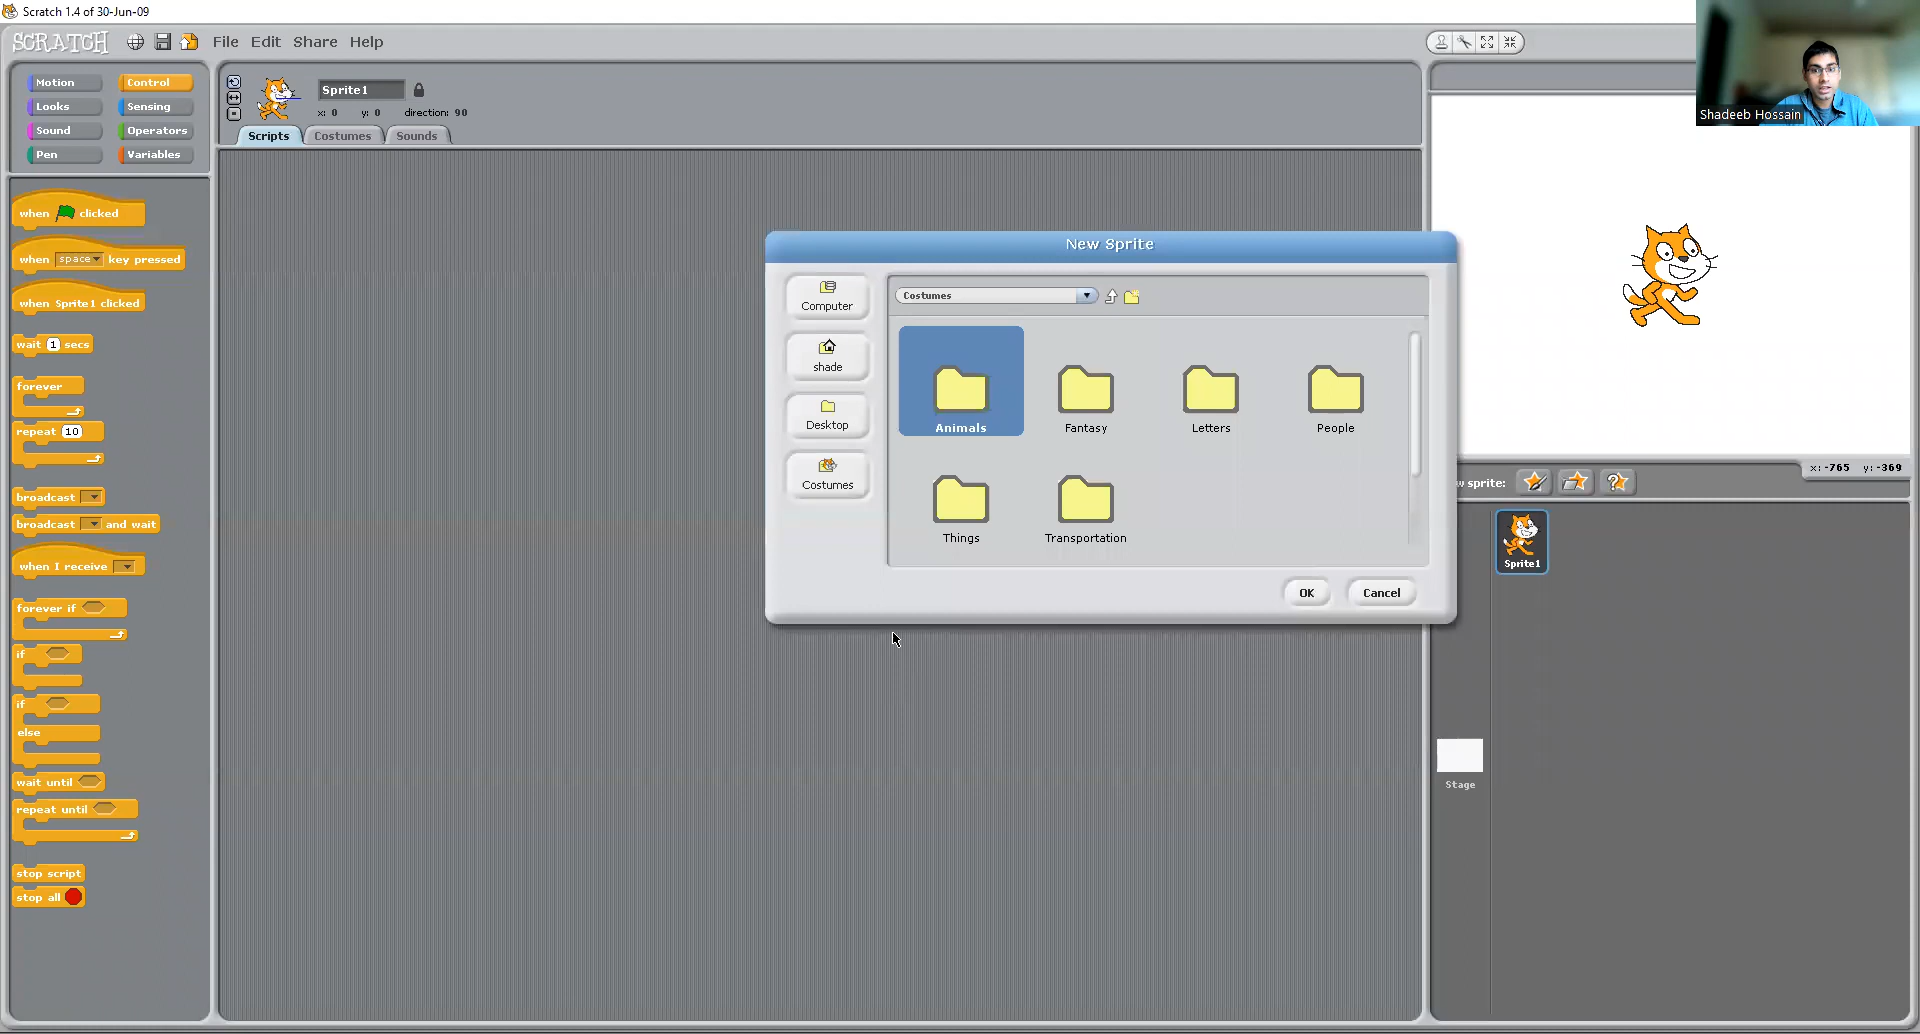 Scratch 1.4 of 30-Jun-09
SCRATCH File Edit Share Help
Shadeeb Hossain
Motion Control
Looks Sensing
Sound Operators
Pen Variables
Sprite1
x: 0 y: 0 direction: 90
Scripts Costumes Sounds
when clicked
when space key pressed
when Sprite1 clicked
wait 1 secs
forever
repeat 10
broadcast
broadcast and wait
when I receive
forever if
if
if
else
wait until
repeat until
stop script
stop all
New Sprite
Computer
shade
Desktop
Costumes
Costumes
Animals Fantasy Letters People
Things Transportation
OK Cancel
x: -765 y: -369
w sprite:
Sprite1
Stage